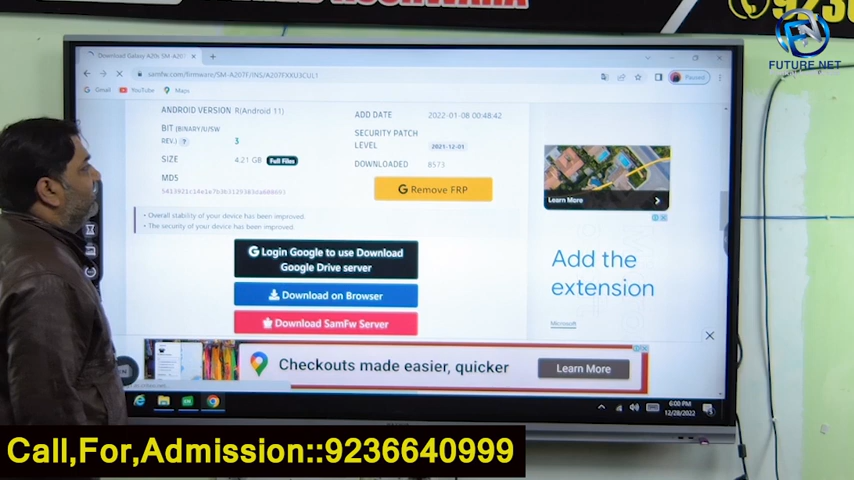 FUTURE NET
Download Galaxy A20s SM-A207
samfw.com/firmware/SM-A207F/INS/A207FXXU3CUL1
Paused
Gmail
YouTube
Maps
ANDROID VERSION R(Android 11)
BIT (BINARY/U/SW REV.) ? 3
SIZE 4.21 GB Full Files
MD5
ADD DATE 2022-01-08 00:48:42
SECURITY PATCH
LEVEL 2021-12-01
DOWNLOADED 8573
Remove FRP
• Overall stability of your device has been improved.
• The security of your device has been improved.
Login Google to use Download
Google Drive server
Download on Browser
Download SamFw Server
Learn More
Add the
extension
Microsoft
Checkouts made easier, quicker
Learn More
6:00 PM
12/28/2022
Call,For,Admission::9236640999